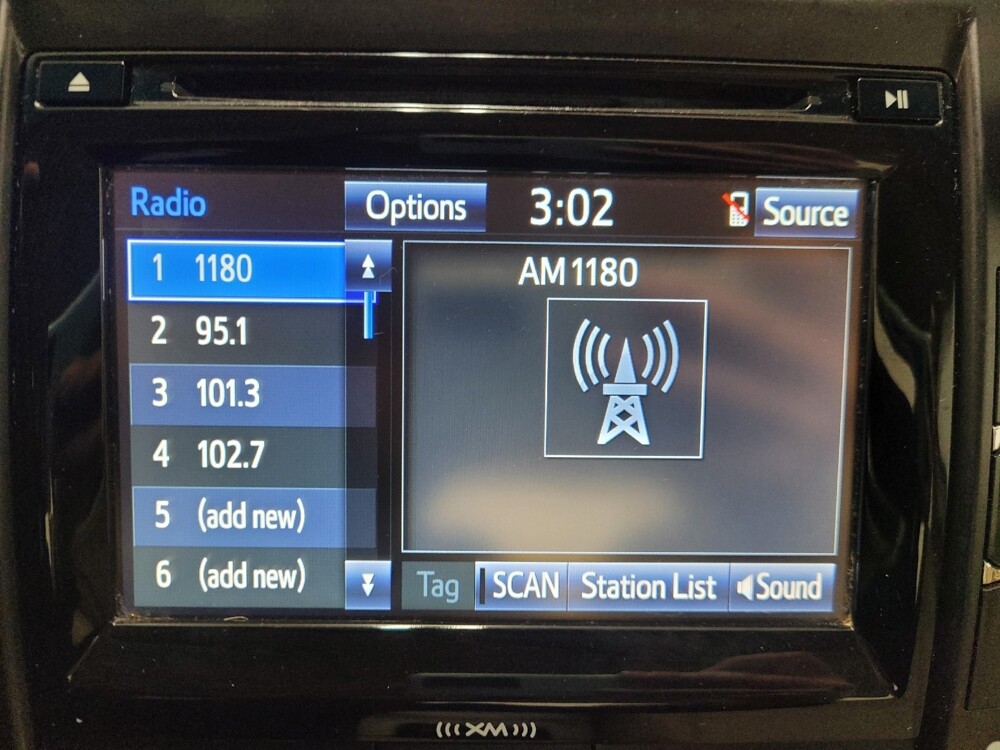 Radio
Options
3:02
Source
1 1180
2 95.1
3 101.3
4 102.7
5 (add new)
6 (add new)
AM 1180
Tag
SCAN
Station List
Sound
XM